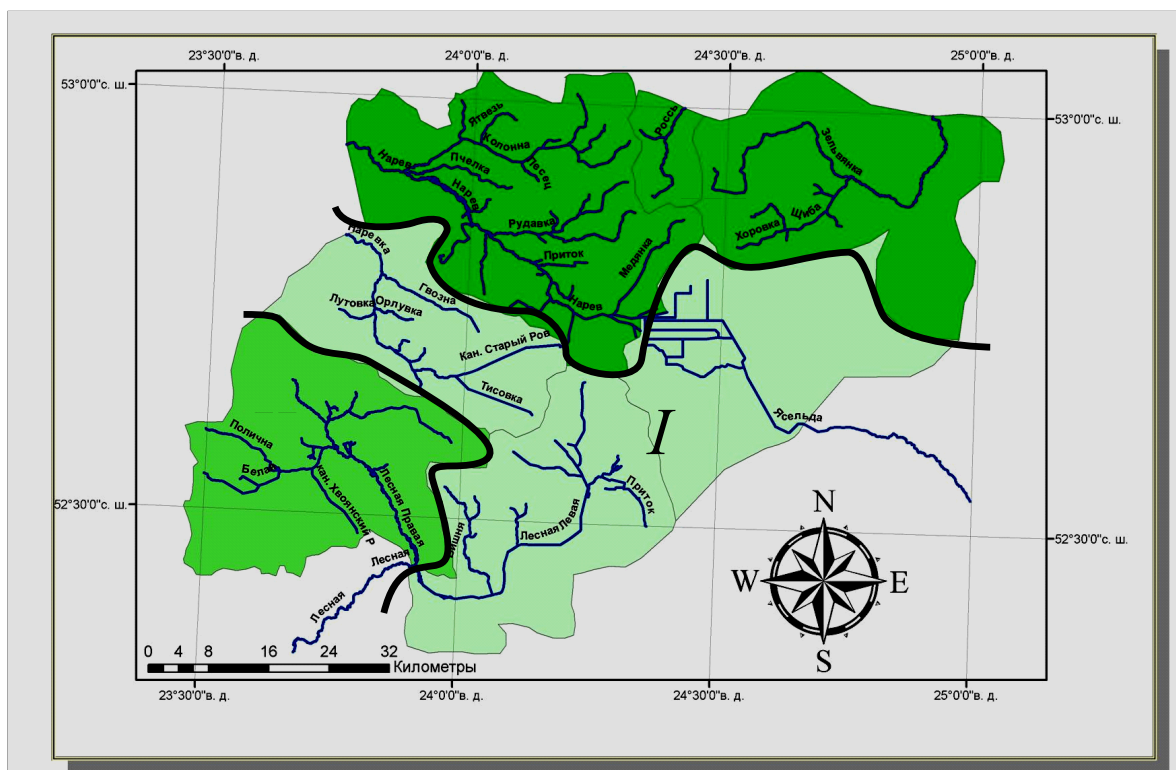 23°30'0"в. д.
24°0'0"в. д.
24°30'0"в. д.
25°0'0"в. д.
53°0'0"с. ш.
53°0'0"с. ш.
Ятвезь
Колонна
Россь
Зельвянка
Нарев
Пчелка
Лесец
Нарев
Щиба
Рудавка
Хоровка
Наревка
Приток
Медянка
Гвозна
Лутовка
Орлувка
Нарев
Кан. Старый Ров
Тисовка
I
Ясельда
Полична
Белая
Лесная Правая
кан. Хвоянский Р
Приток
52°30'0"с. ш.
Лесная Левая
N
52°30'0"с. ш.
Лесная
W
E
Лесная
S
0 4 8 16 24 32
Километры
23°30'0"в. д.
24°0'0"в. д.
24°30'0"в. д.
25°0'0"в. д.